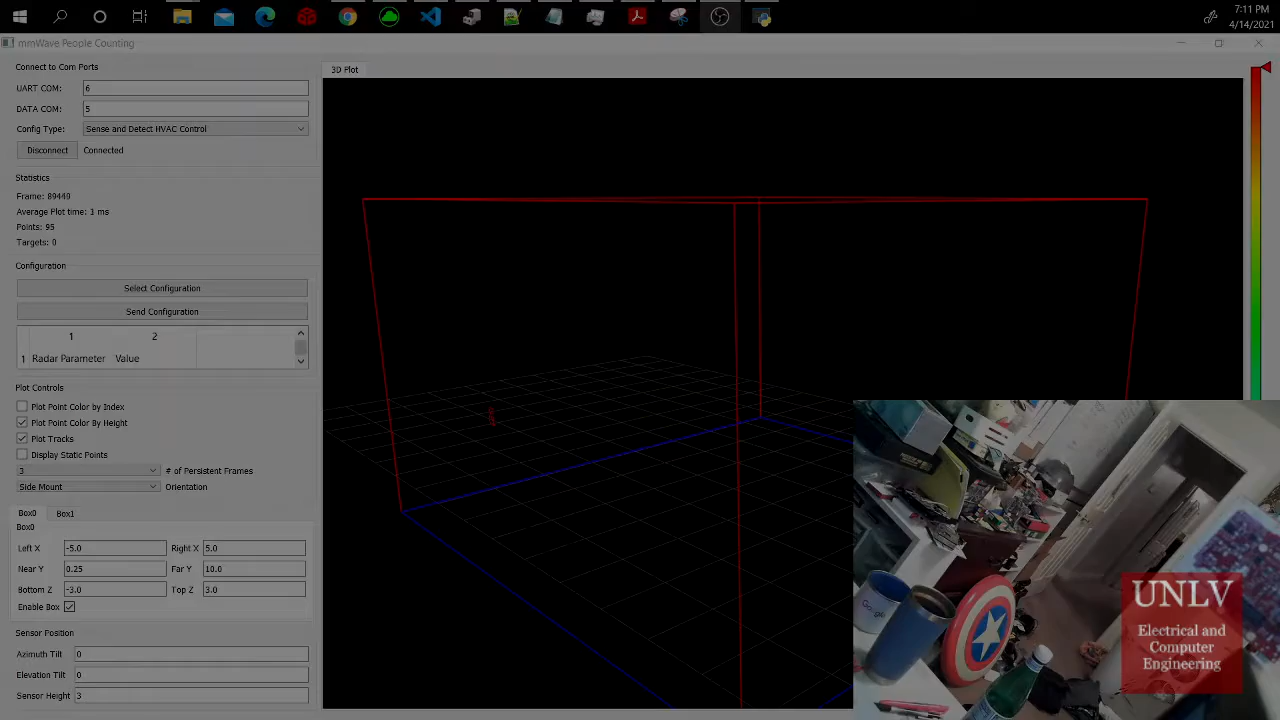 7:11 PM
4/14/2021
mmWave People Counting
Connect to Com Ports
UART COM: 6
DATA COM: 5
Config Type: Sense and Detect HVAC Control
Disconnect Connected
Statistics
Frame: 89449
Average Plot time: 3 ms
Points: 95
Targets: 0
Configuration
Select Configuration
Send Configuration
1 2
1 Radar Parameter Value
Plot Controls
Plot Point Color by Index
Plot Point Color By Height
Plot Tracks
Display Static Points
3 # of Persistent Frames
Side Mount Orientation
Box0 Box1
Box0
Left X -5.0 Right X 5.0
Near Y 0.25 Far Y 10.0
Bottom Z -3.0 Top Z 3.0
Enable Box
Sensor Position
Azimuth Tilt 0
Elevation Tilt 0
Sensor Height 3
3D Plot
Google
UNLV
Electrical and
Computer
Engineering